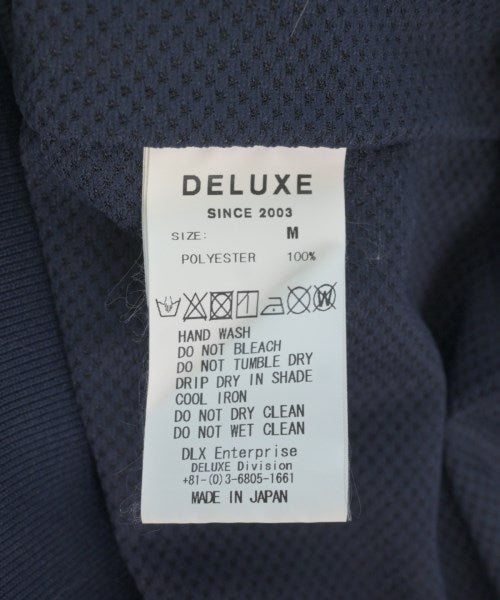 DELUXE
SINCE 2003
SIZE: M
POLYESTER 100%
W
HAND WASH
DO NOT BLEACH
DO NOT TUMBLE DRY
DRIP DRY IN SHADE
COOL IRON
DO NOT DRY CLEAN
DO NOT WET CLEAN
DLX Enterprise
DELUXE Division
+81-(0)3-6805-1661
MADE IN JAPAN